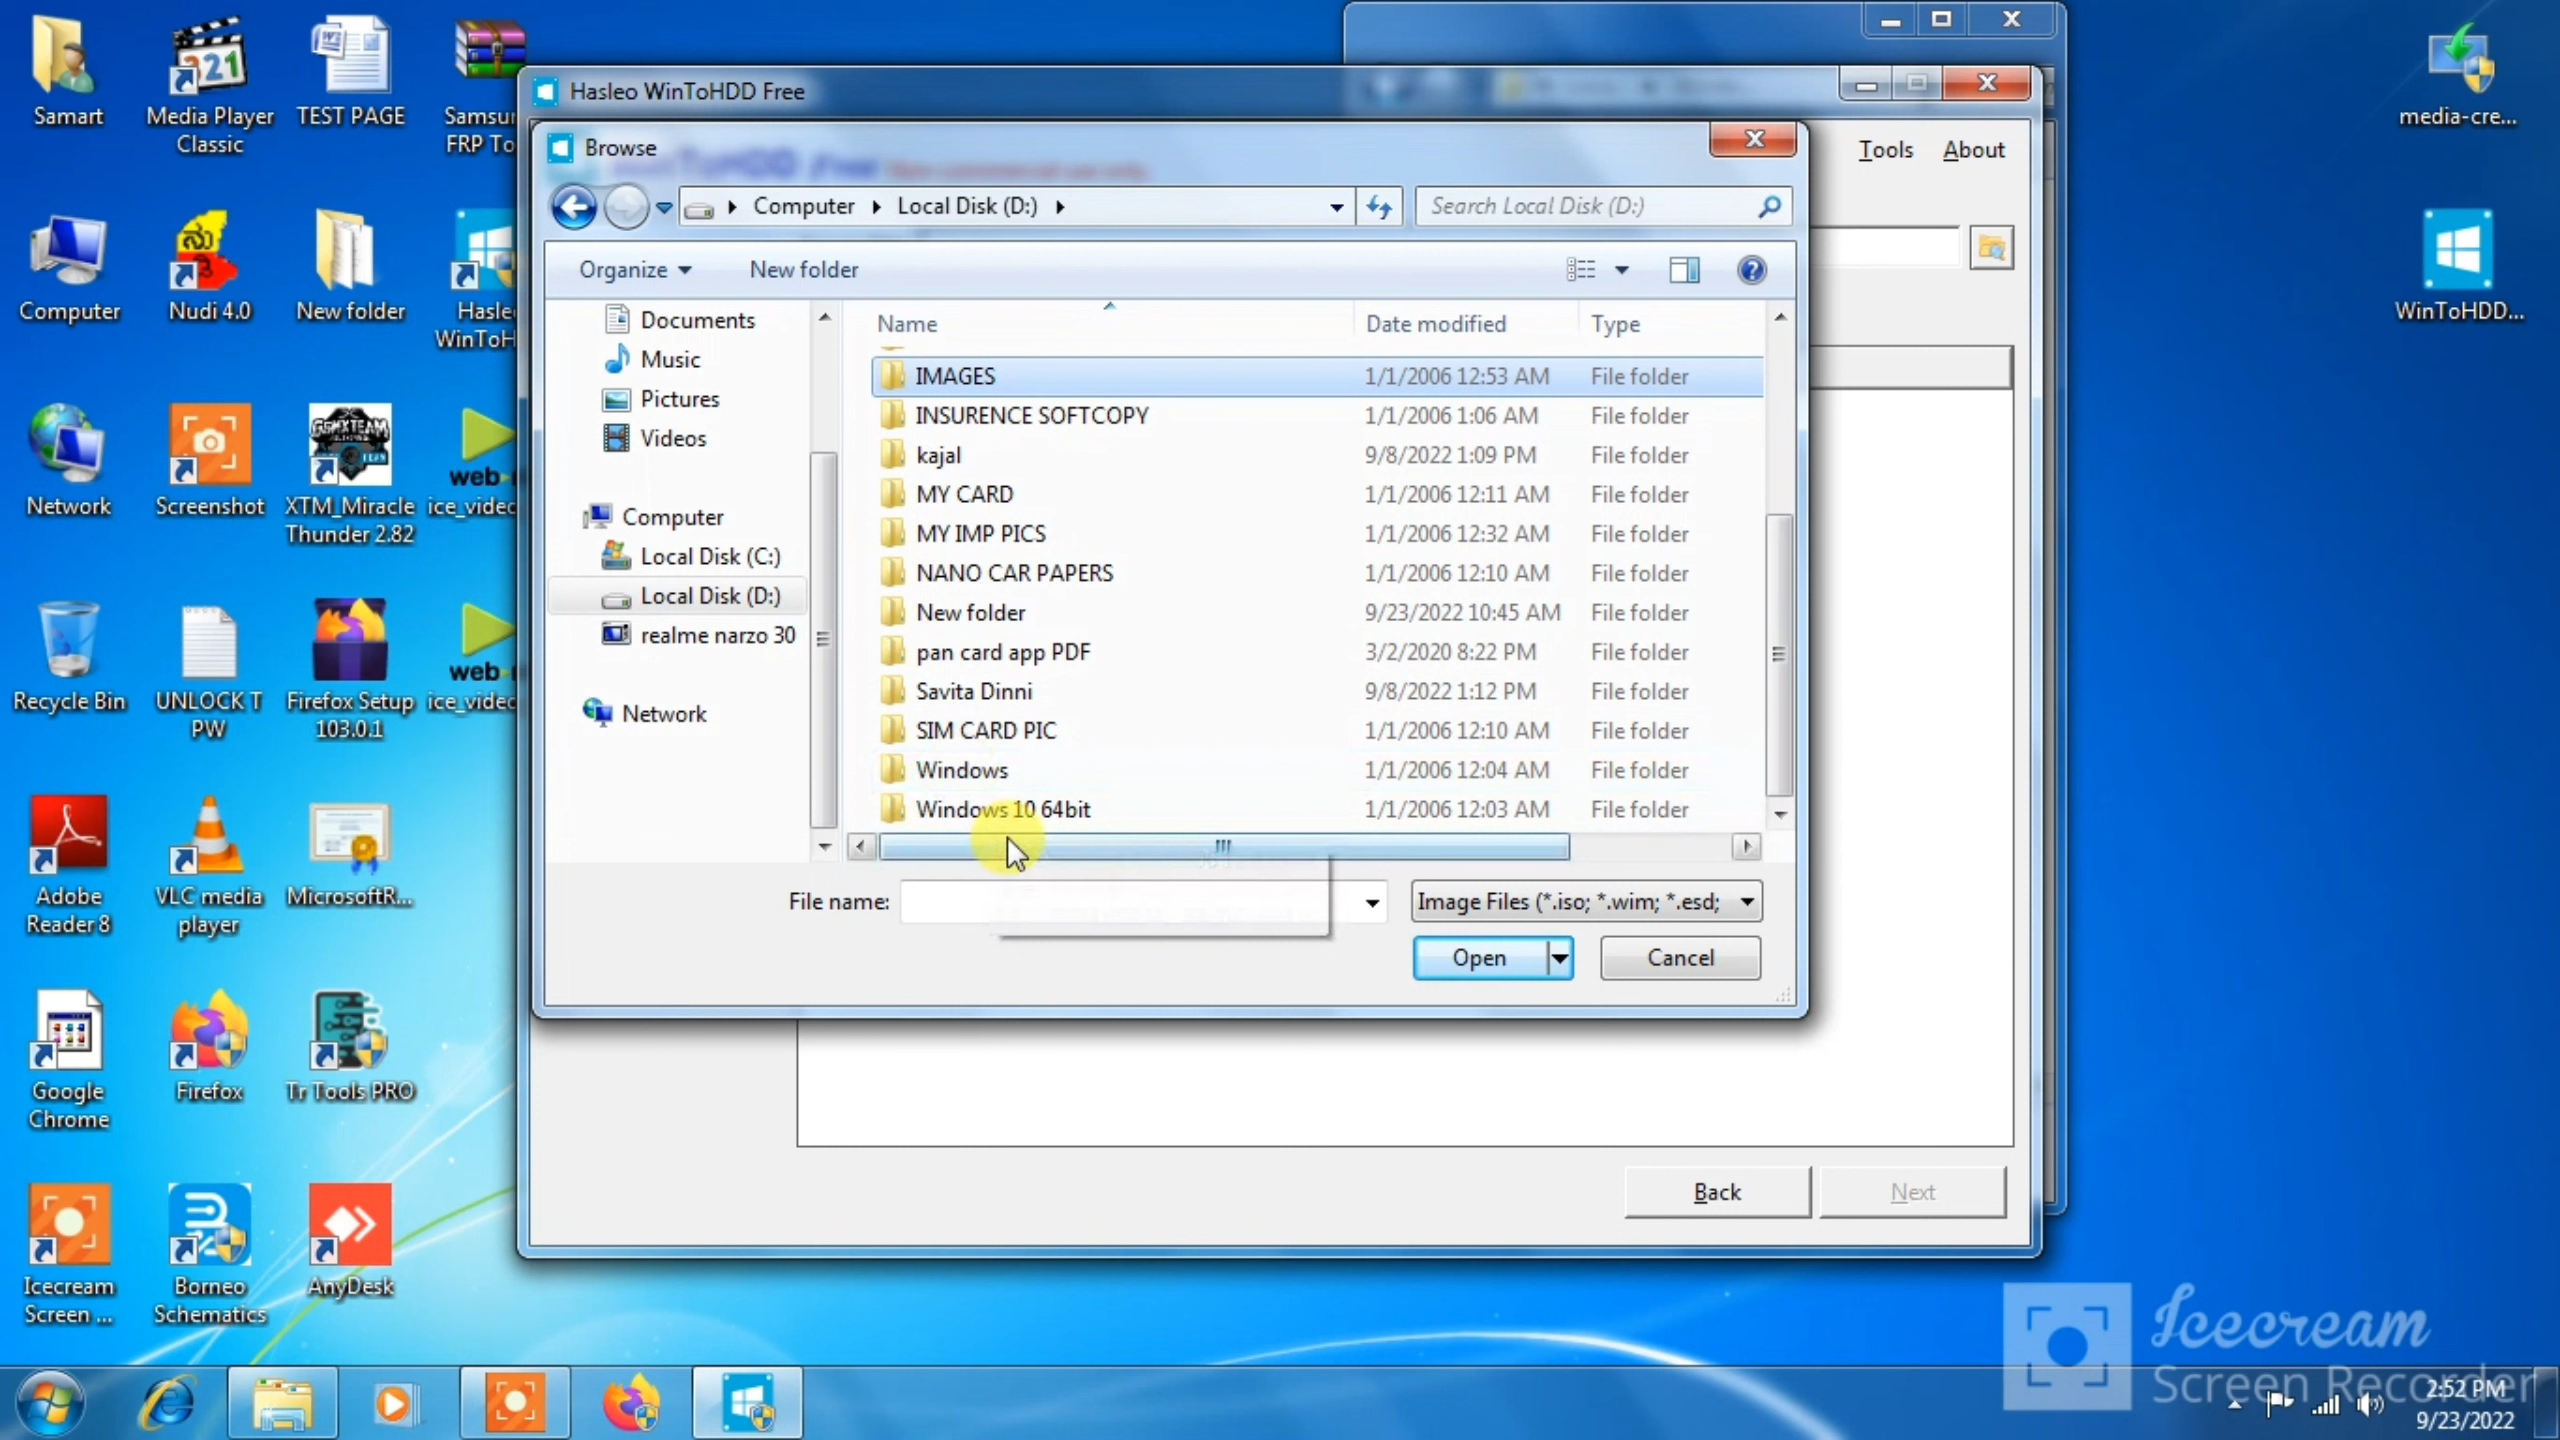 Samart
Media Player
Classic
TEST PAGE
Samsu
FRP To
Computer
Nudi 4.0
New folder
Hasle
WinToH
Network
Screenshot
XTM_Miracle
Thunder 2.82
web-
ice_video
Recycle Bin
UNLOCK T
PW
Firefox Setup
103.0.1
web-
ice_video
Adobe
Reader 8
VLC media
player
MicrosoftR...
Google
Chrome
Firefox
Tr Tools PRO
Icecream
Screen ...
Borneo
Schematics
AnyDesk
media-cre...
WinToHDD...
Hasleo WinToHDD Free
Tools
About
Browse
Computer
Local Disk (D:)
Search Local Disk (D:)
Organize
New folder
Documents
Music
Pictures
Videos
Computer
Local Disk (C:)
Local Disk (D:)
realme narzo 30
Network
Name Date modified Type
IMAGES 1/1/2006 12:53 AM File folder
INSURENCE SOFTCOPY 1/1/2006 1:06 AM File folder
kajal 9/8/2022 1:09 PM File folder
MY CARD 1/1/2006 12:11 AM File folder
MY IMP PICS 1/1/2006 12:32 AM File folder
NANO CAR PAPERS 1/1/2006 12:10 AM File folder
New folder 9/23/2022 10:45 AM File folder
pan card app PDF 3/2/2020 8:22 PM File folder
Savita Dinni 9/8/2022 1:12 PM File folder
SIM CARD PIC 1/1/2006 12:10 AM File folder
Windows 1/1/2006 12:04 AM File folder
Windows 10 64bit 1/1/2006 12:03 AM File folder
File name:
Image Files (*.iso; *.wim; *.esd;
Open
Cancel
Back
Next
Icecream
Screen Recorder
2:52 PM
9/23/2022